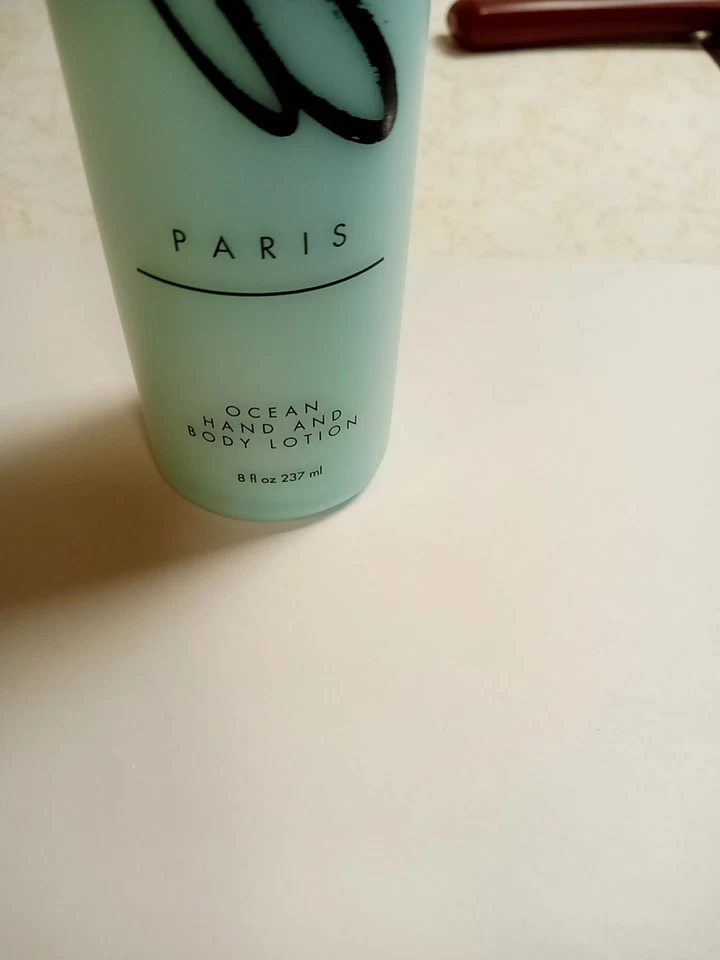 PARIS
OCEAN
HAND AND
BODY LOTION
8 fl oz 237 ml